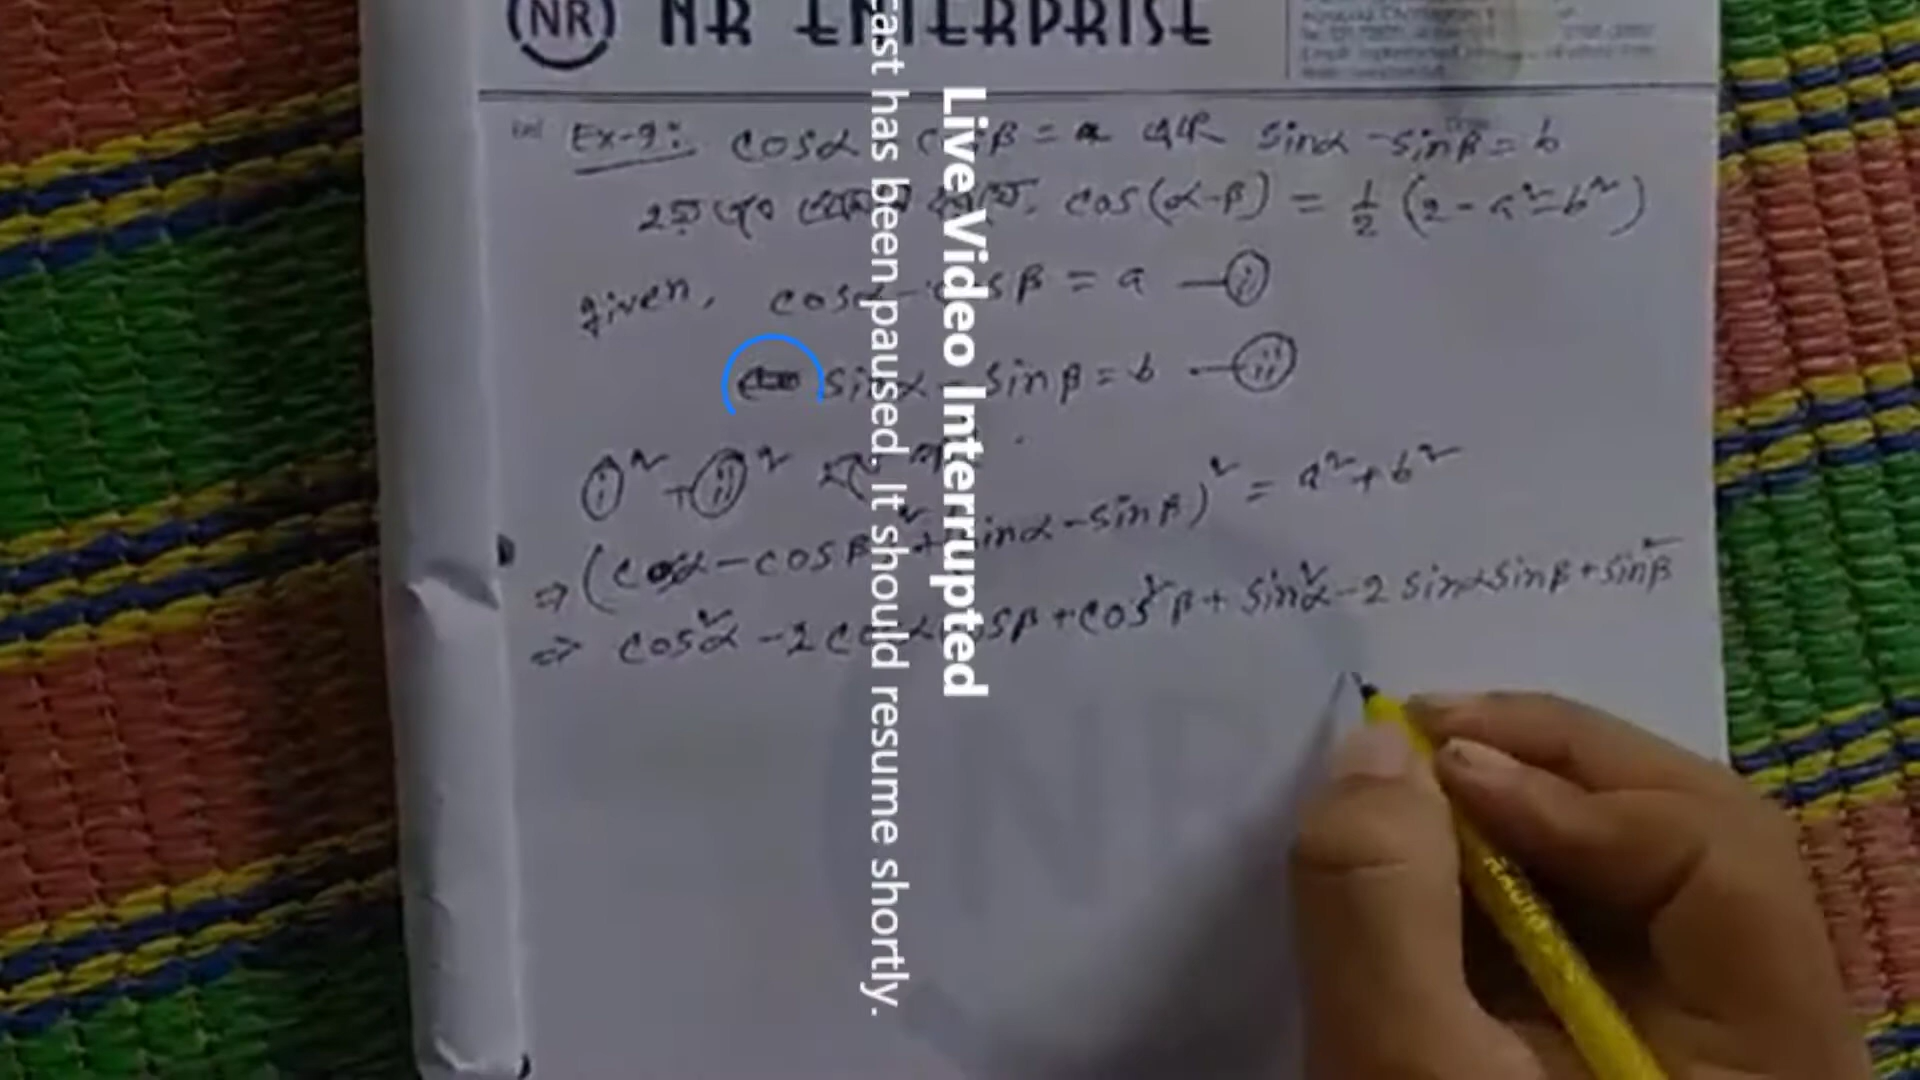 NR NR ENTERPRISE
Ex-9: cosα cosβ = a এবং sinα - sinβ = b
হয় cos(α-β) = 1/2 (2 - a² - b²)
given, cosα - cosβ = a — (i)
sinα - sinβ = b — (ii)
(i)² + (ii)²
⇒ (cosα - cosβ)² + (sinα - sinβ)² = a² + b²
⇒ cos²α - 2cosα cosβ + cos²β + sin²α - 2 sinα sinβ + sin²β
Live Video Interrupted
cast has been paused. It should resume shortly.